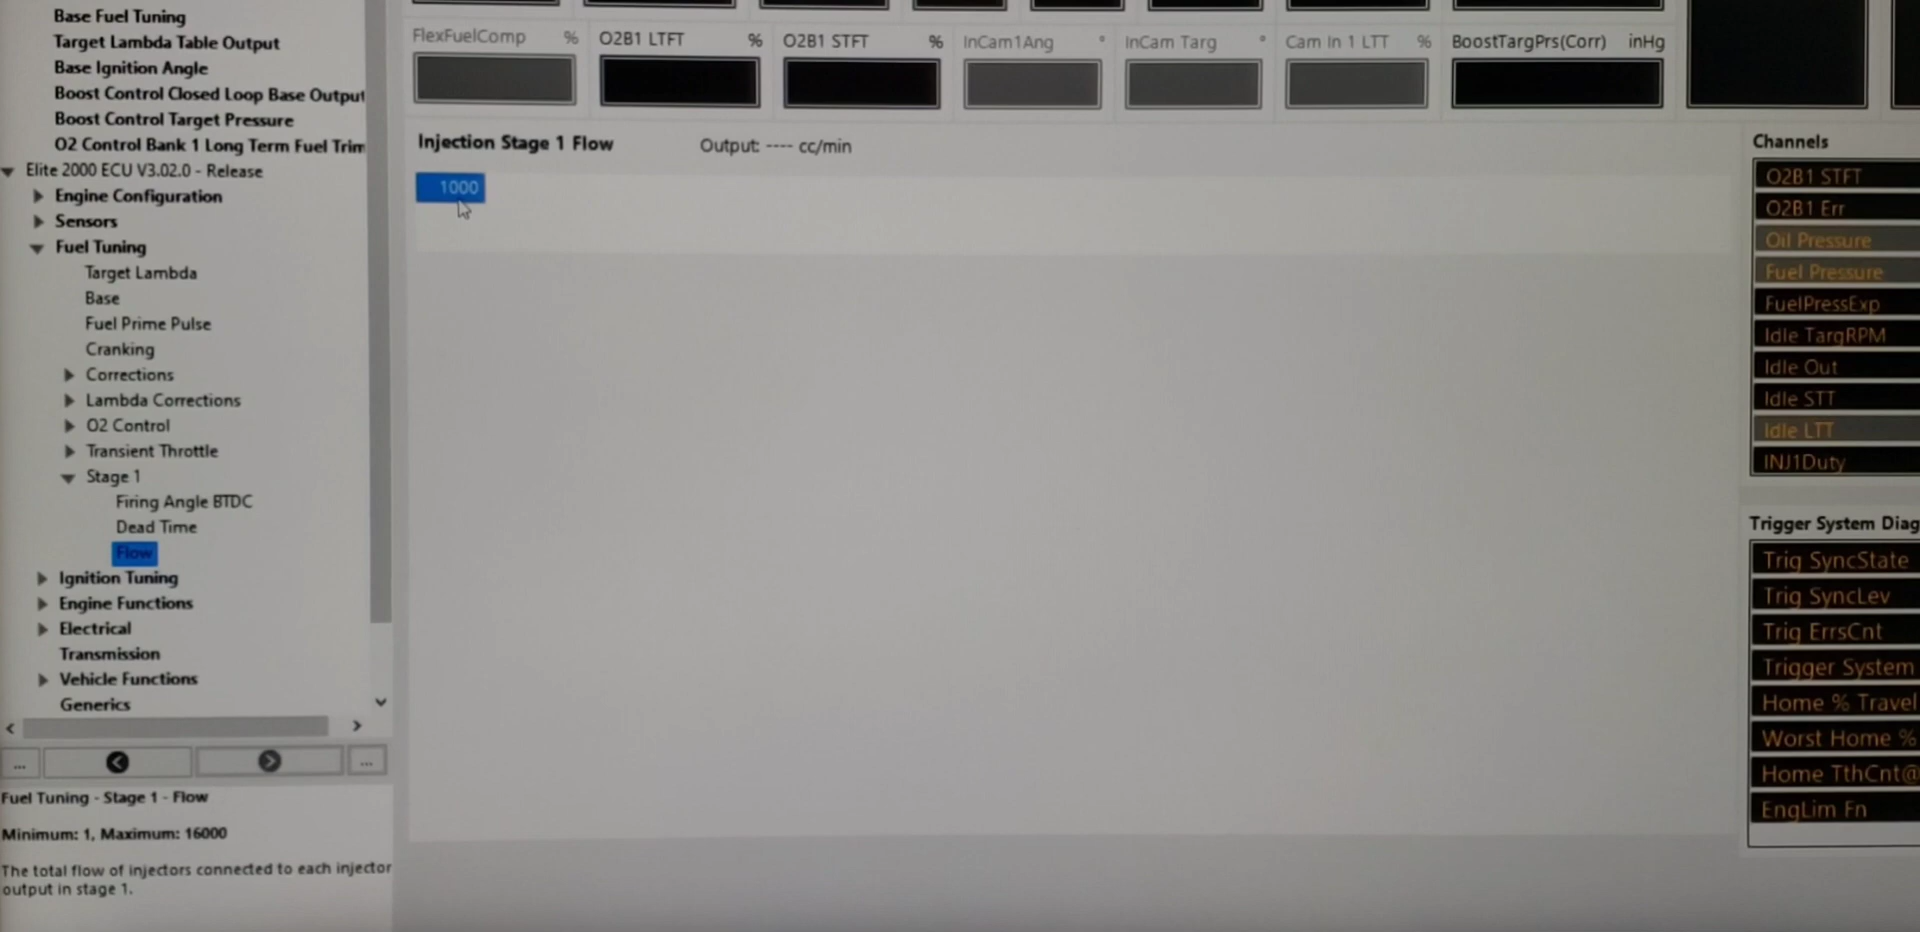 Base Fuel Tuning
Target Lambda Table Output
Base Ignition Angle
Boost Control Closed Loop Base Output
Boost Control Target Pressure
O2 Control Bank 1 Long Term Fuel Trim
Elite 2000 ECU V3.02.0 - Release
Engine Configuration
Sensors
Fuel Tuning
Target Lambda
Base
Fuel Prime Pulse
Cranking
Corrections
Lambda Corrections
O2 Control
Transient Throttle
Stage 1
Firing Angle BTDC
Dead Time
Flow
Ignition Tuning
Engine Functions
Electrical
Transmission
Vehicle Functions
Generics
... ...
Fuel Tuning - Stage 1 - Flow
Minimum: 1, Maximum: 16000
The total flow of injectors connected to each injector
output in stage 1.
FlexFuelComp % O2B1 LTFT % O2B1 STFT % InCam1Ang ° InCam Targ ° Cam In 1 LTT % BoostTargPrs(Corr) inHg
Injection Stage 1 Flow Output: ---- cc/min
1000
Channels
O2B1 STFT
O2B1 Err
Oil Pressure
Fuel Pressure
FuelPressExp
Idle TargRPM
Idle Out
Idle STT
Idle LTT
INJ1Duty
Trigger System Diag
Trig SyncState
Trig SyncLev
Trig ErrsCnt
Trigger System
Home % Travel
Worst Home %
Home TthCnt@
EngLim Fn